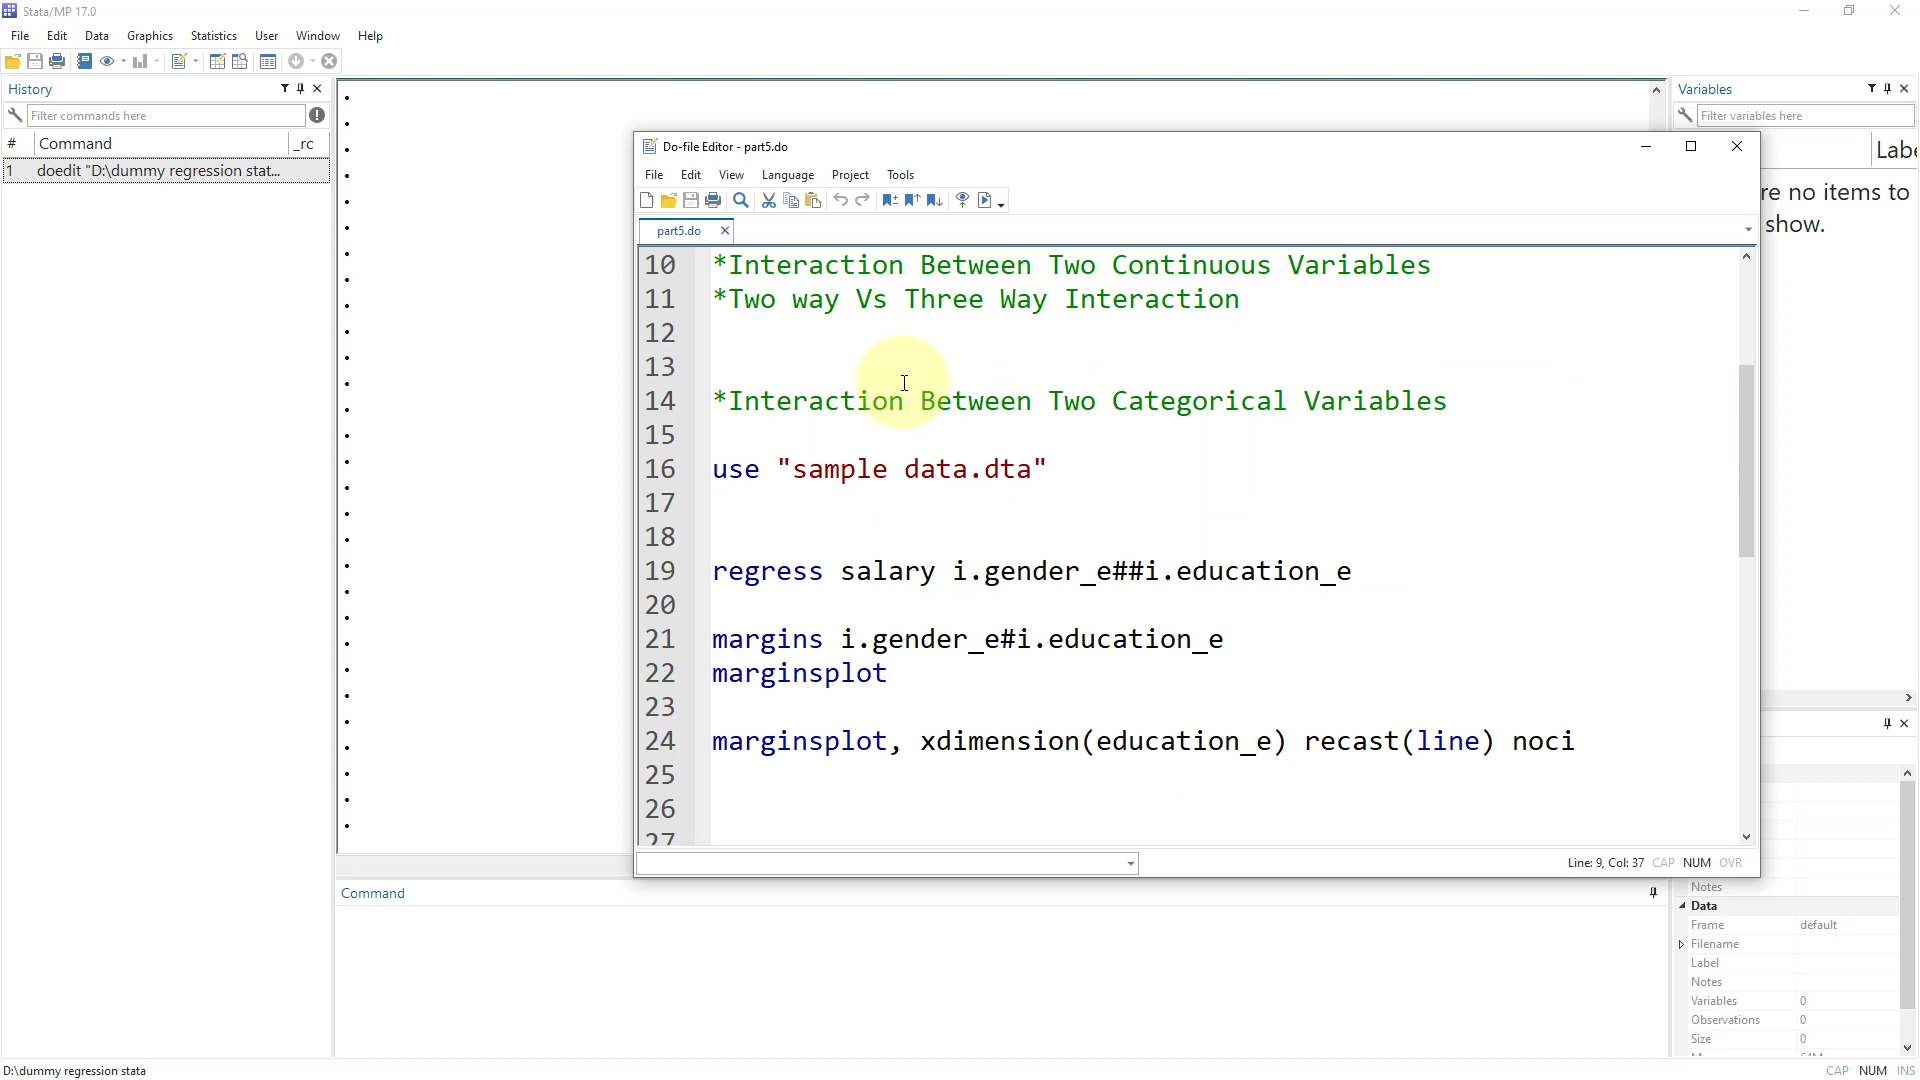 Stata/MP 17.0
File Edit Data Graphics Statistics User Window Help
History
Filter commands here
# Command _rc
1 doedit "D:\dummy regression stat...
Variables
Filter variables here
Labe
re no items to
show.
Do-file Editor - part5.do
File Edit View Language Project Tools
part5.do
10 *Interaction Between Two Continuous Variables
11 *Two way Vs Three Way Interaction
12
13
14 *Interaction Between Two Categorical Variables
15
16 use "sample data.dta"
17
18
19 regress salary i.gender_e##i.education_e
20
21 margins i.gender_e#i.education_e
22 marginsplot
23
24 marginsplot, xdimension(education_e) recast(line) noci
25
26
27
Line: 9, Col: 37 CAP NUM OVR
Command
Notes
Data
Frame default
Filename
Label
Notes
Variables 0
Observations 0
Size 0
D:\dummy regression stata
CAP NUM INS